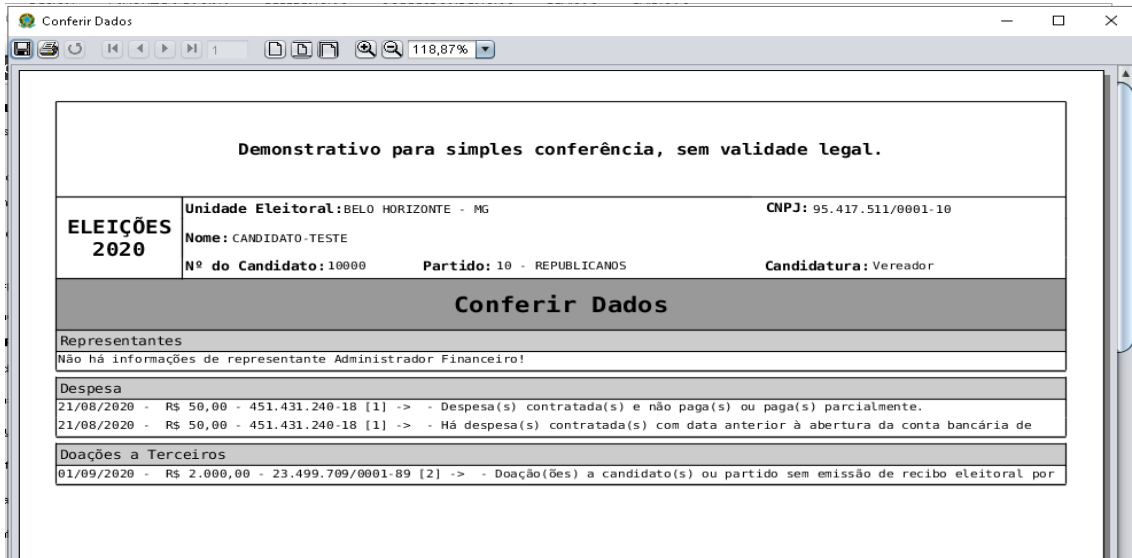 Conferir Dados
1 118,87%
Demonstrativo para simples conferência, sem validade legal.
ELEIÇÕES
2020
Unidade Eleitoral: BELO HORIZONTE - MG CNPJ: 95.417.511/0001-10
Nome: CANDIDATO-TESTE
Nº do Candidato: 10000 Partido: 10 - REPUBLICANOS Candidatura: Vereador
Conferir Dados
Representantes
Não há informações de representante Administrador Financeiro!
Despesa
21/08/2020 - R$ 50,00 - 451.431.240-18 [1] -> - Despesa(s) contratada(s) e não paga(s) ou paga(s) parcialmente.
21/08/2020 - R$ 50,00 - 451.431.240-18 [1] -> - Há despesa(s) contratada(s) com data anterior à abertura da conta bancária de
Doações a Terceiros
01/09/2020 - R$ 2.000,00 - 23.499.709/0001-89 [2] -> - Doação(ões) a candidato(s) ou partido sem emissão de recibo eleitoral por